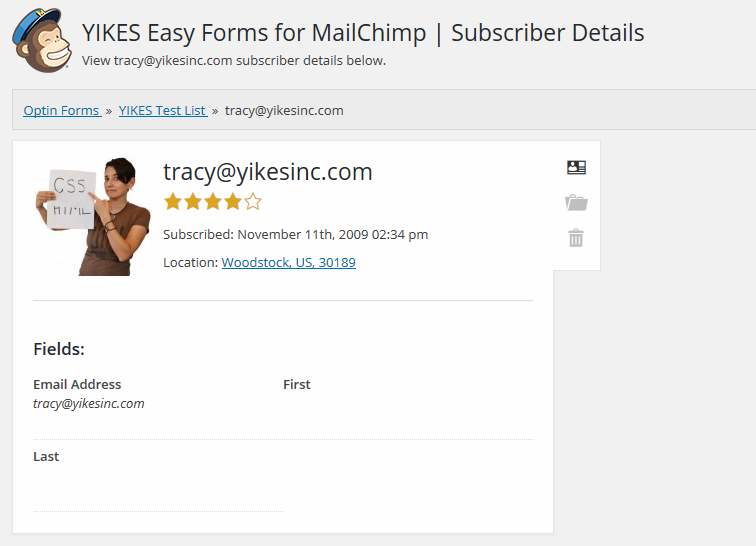 YIKES Easy Forms for MailChimp | Subscriber Details
View tracy@yikesinc.com subscriber details below.
Optin Forms » YIKES Test List » tracy@yikesinc.com
CSS
HTML
tracy@yikesinc.com
Subscribed: November 11th, 2009 02:34 pm
Location: Woodstock, US, 30189
Fields:
Email Address First
tracy@yikesinc.com
Last